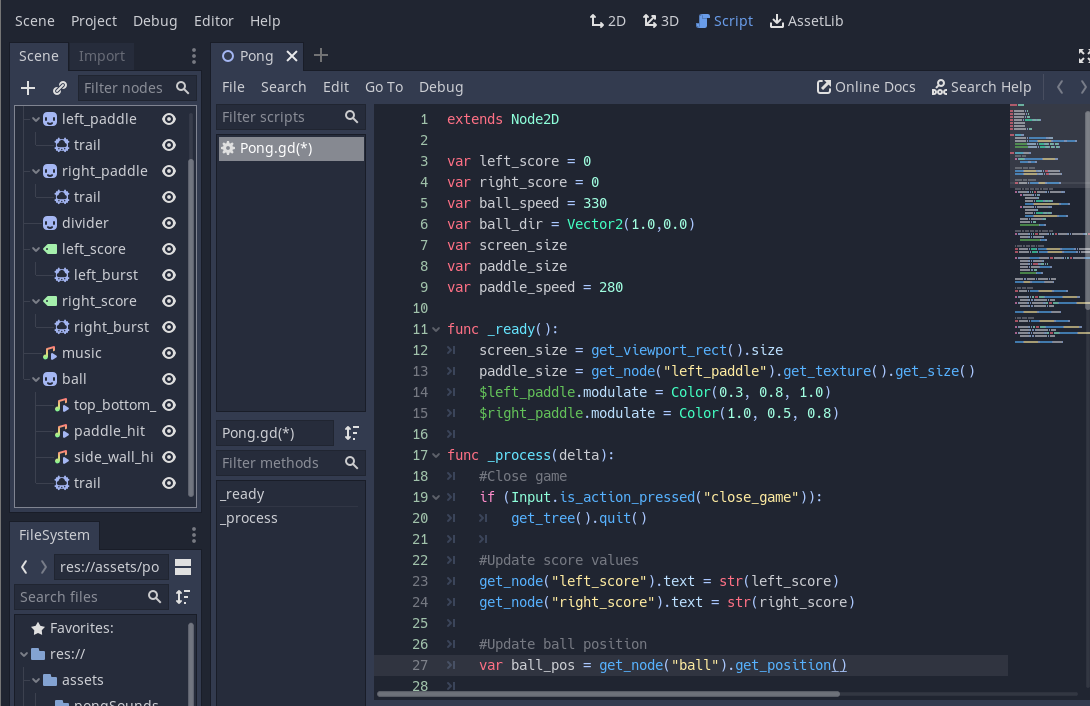 Scene Project Debug Editor Help 2D 3D Script AssetLib
Scene Import
Filter nodes
left_paddle
trail
right_paddle
trail
divider
left_score
left_burst
right_score
right_burst
music
ball
top_bottom_
paddle_hit
side_wall_hi
trail
FileSystem
res://assets/po
Search files
Favorites:
res://
assets
pongSounds
Pong
File Search Edit Go To Debug Online Docs Search Help
Filter scripts
Pong.gd(*)
Pong.gd(*)
Filter methods
_ready
_process
1 extends Node2D
2
3 var left_score = 0
4 var right_score = 0
5 var ball_speed = 330
6 var ball_dir = Vector2(1.0,0.0)
7 var screen_size
8 var paddle_size
9 var paddle_speed = 280
10
11 func _ready():
12 screen_size = get_viewport_rect().size
13 paddle_size = get_node("left_paddle").get_texture().get_size()
14 $left_paddle.modulate = Color(0.3, 0.8, 1.0)
15 $right_paddle.modulate = Color(1.0, 0.5, 0.8)
16
17 func _process(delta):
18 #Close game
19 if (Input.is_action_pressed("close_game")):
20 get_tree().quit()
21
22 #Update score values
23 get_node("left_score").text = str(left_score)
24 get_node("right_score").text = str(right_score)
25
26 #Update ball position
27 var ball_pos = get_node("ball").get_position()
28